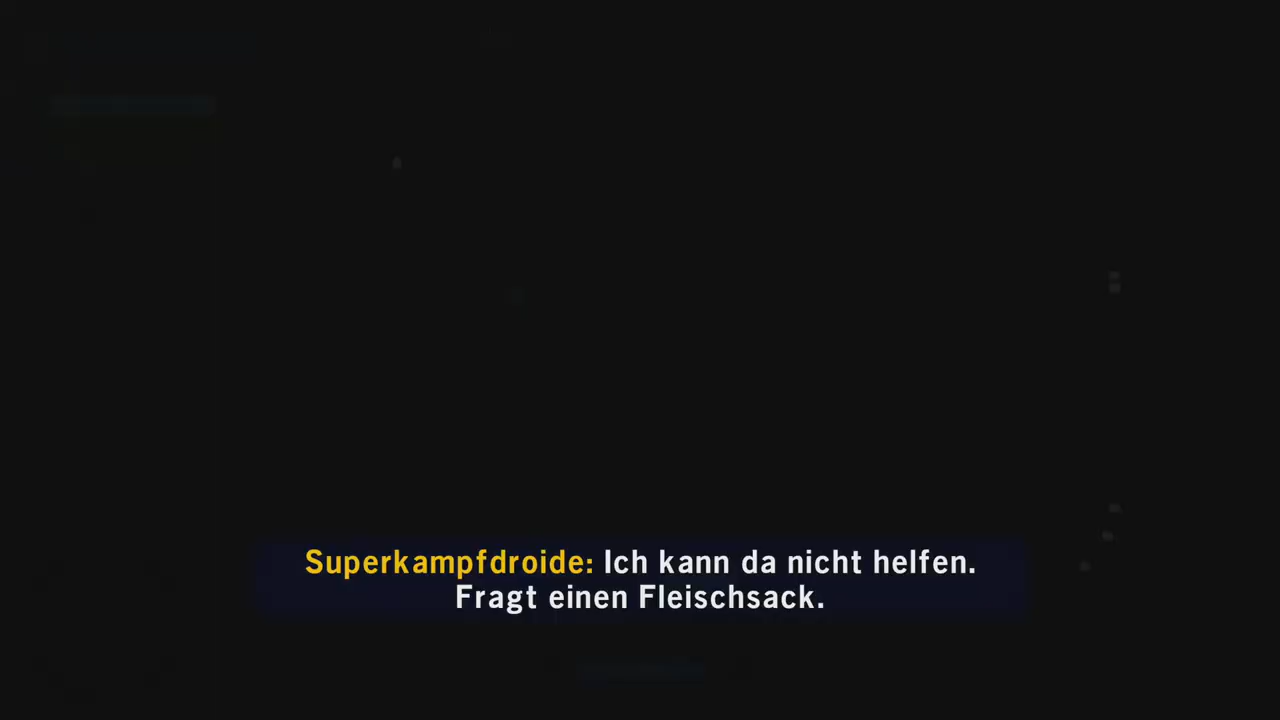 Superkampfdroide: Ich kann da nicht helfen.
Fragt einen Fleischsack.